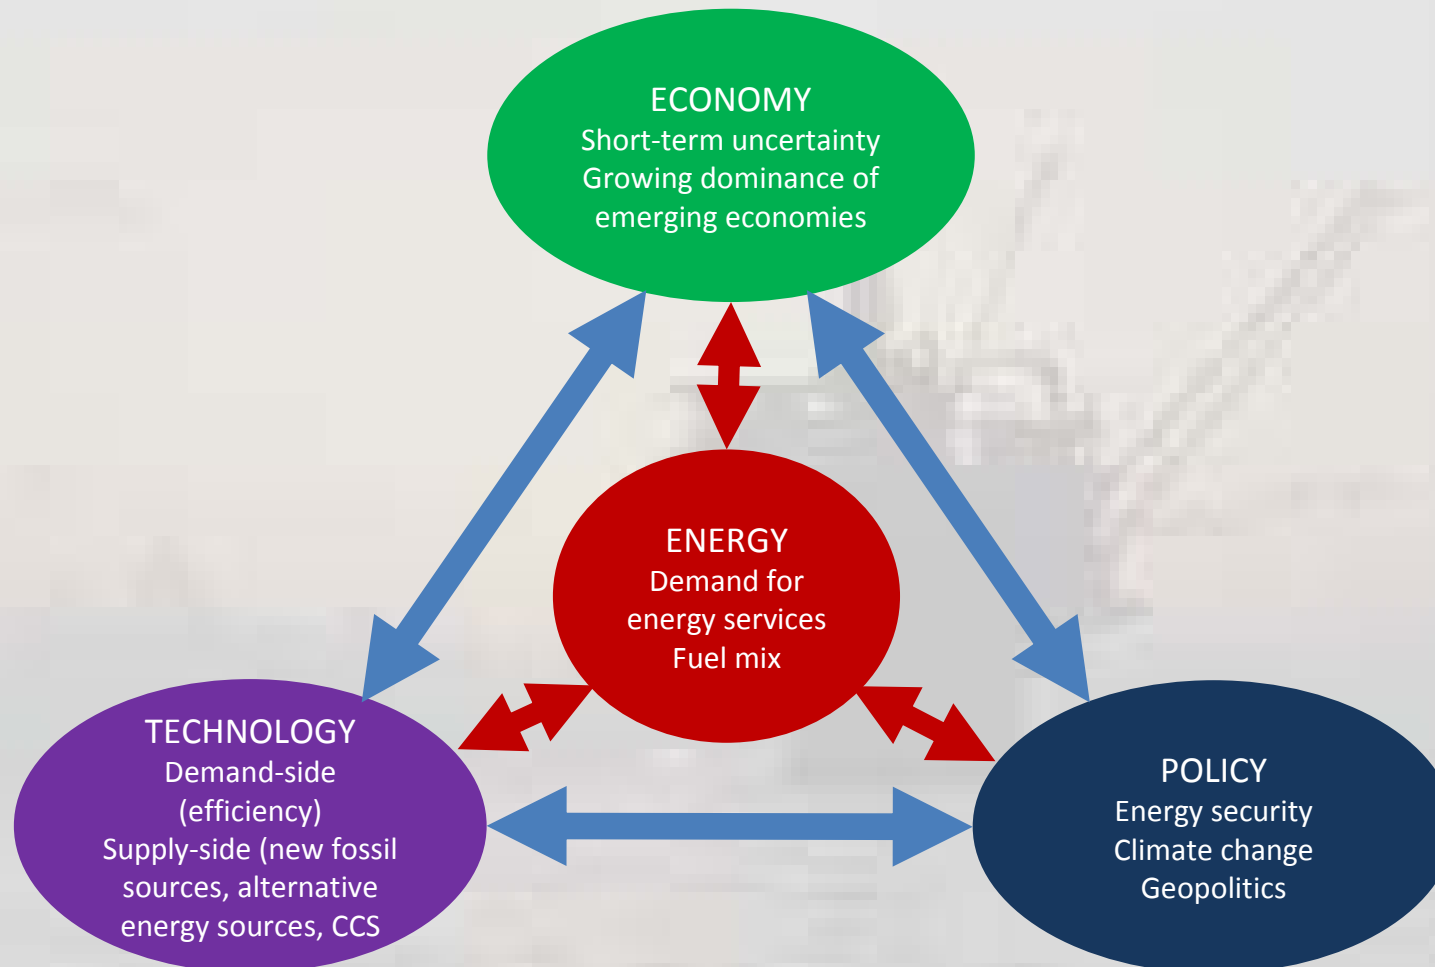 ECONOMY
Short-term uncertainty
Growing dominance of
emerging economies
ENERGY
Demand for
energy services
Fuel mix
TECHNOLOGY
Demand-side
(efficiency)
Supply-side (new fossil
sources, alternative
energy sources, CCS
POLICY
Energy security
Climate change
Geopolitics